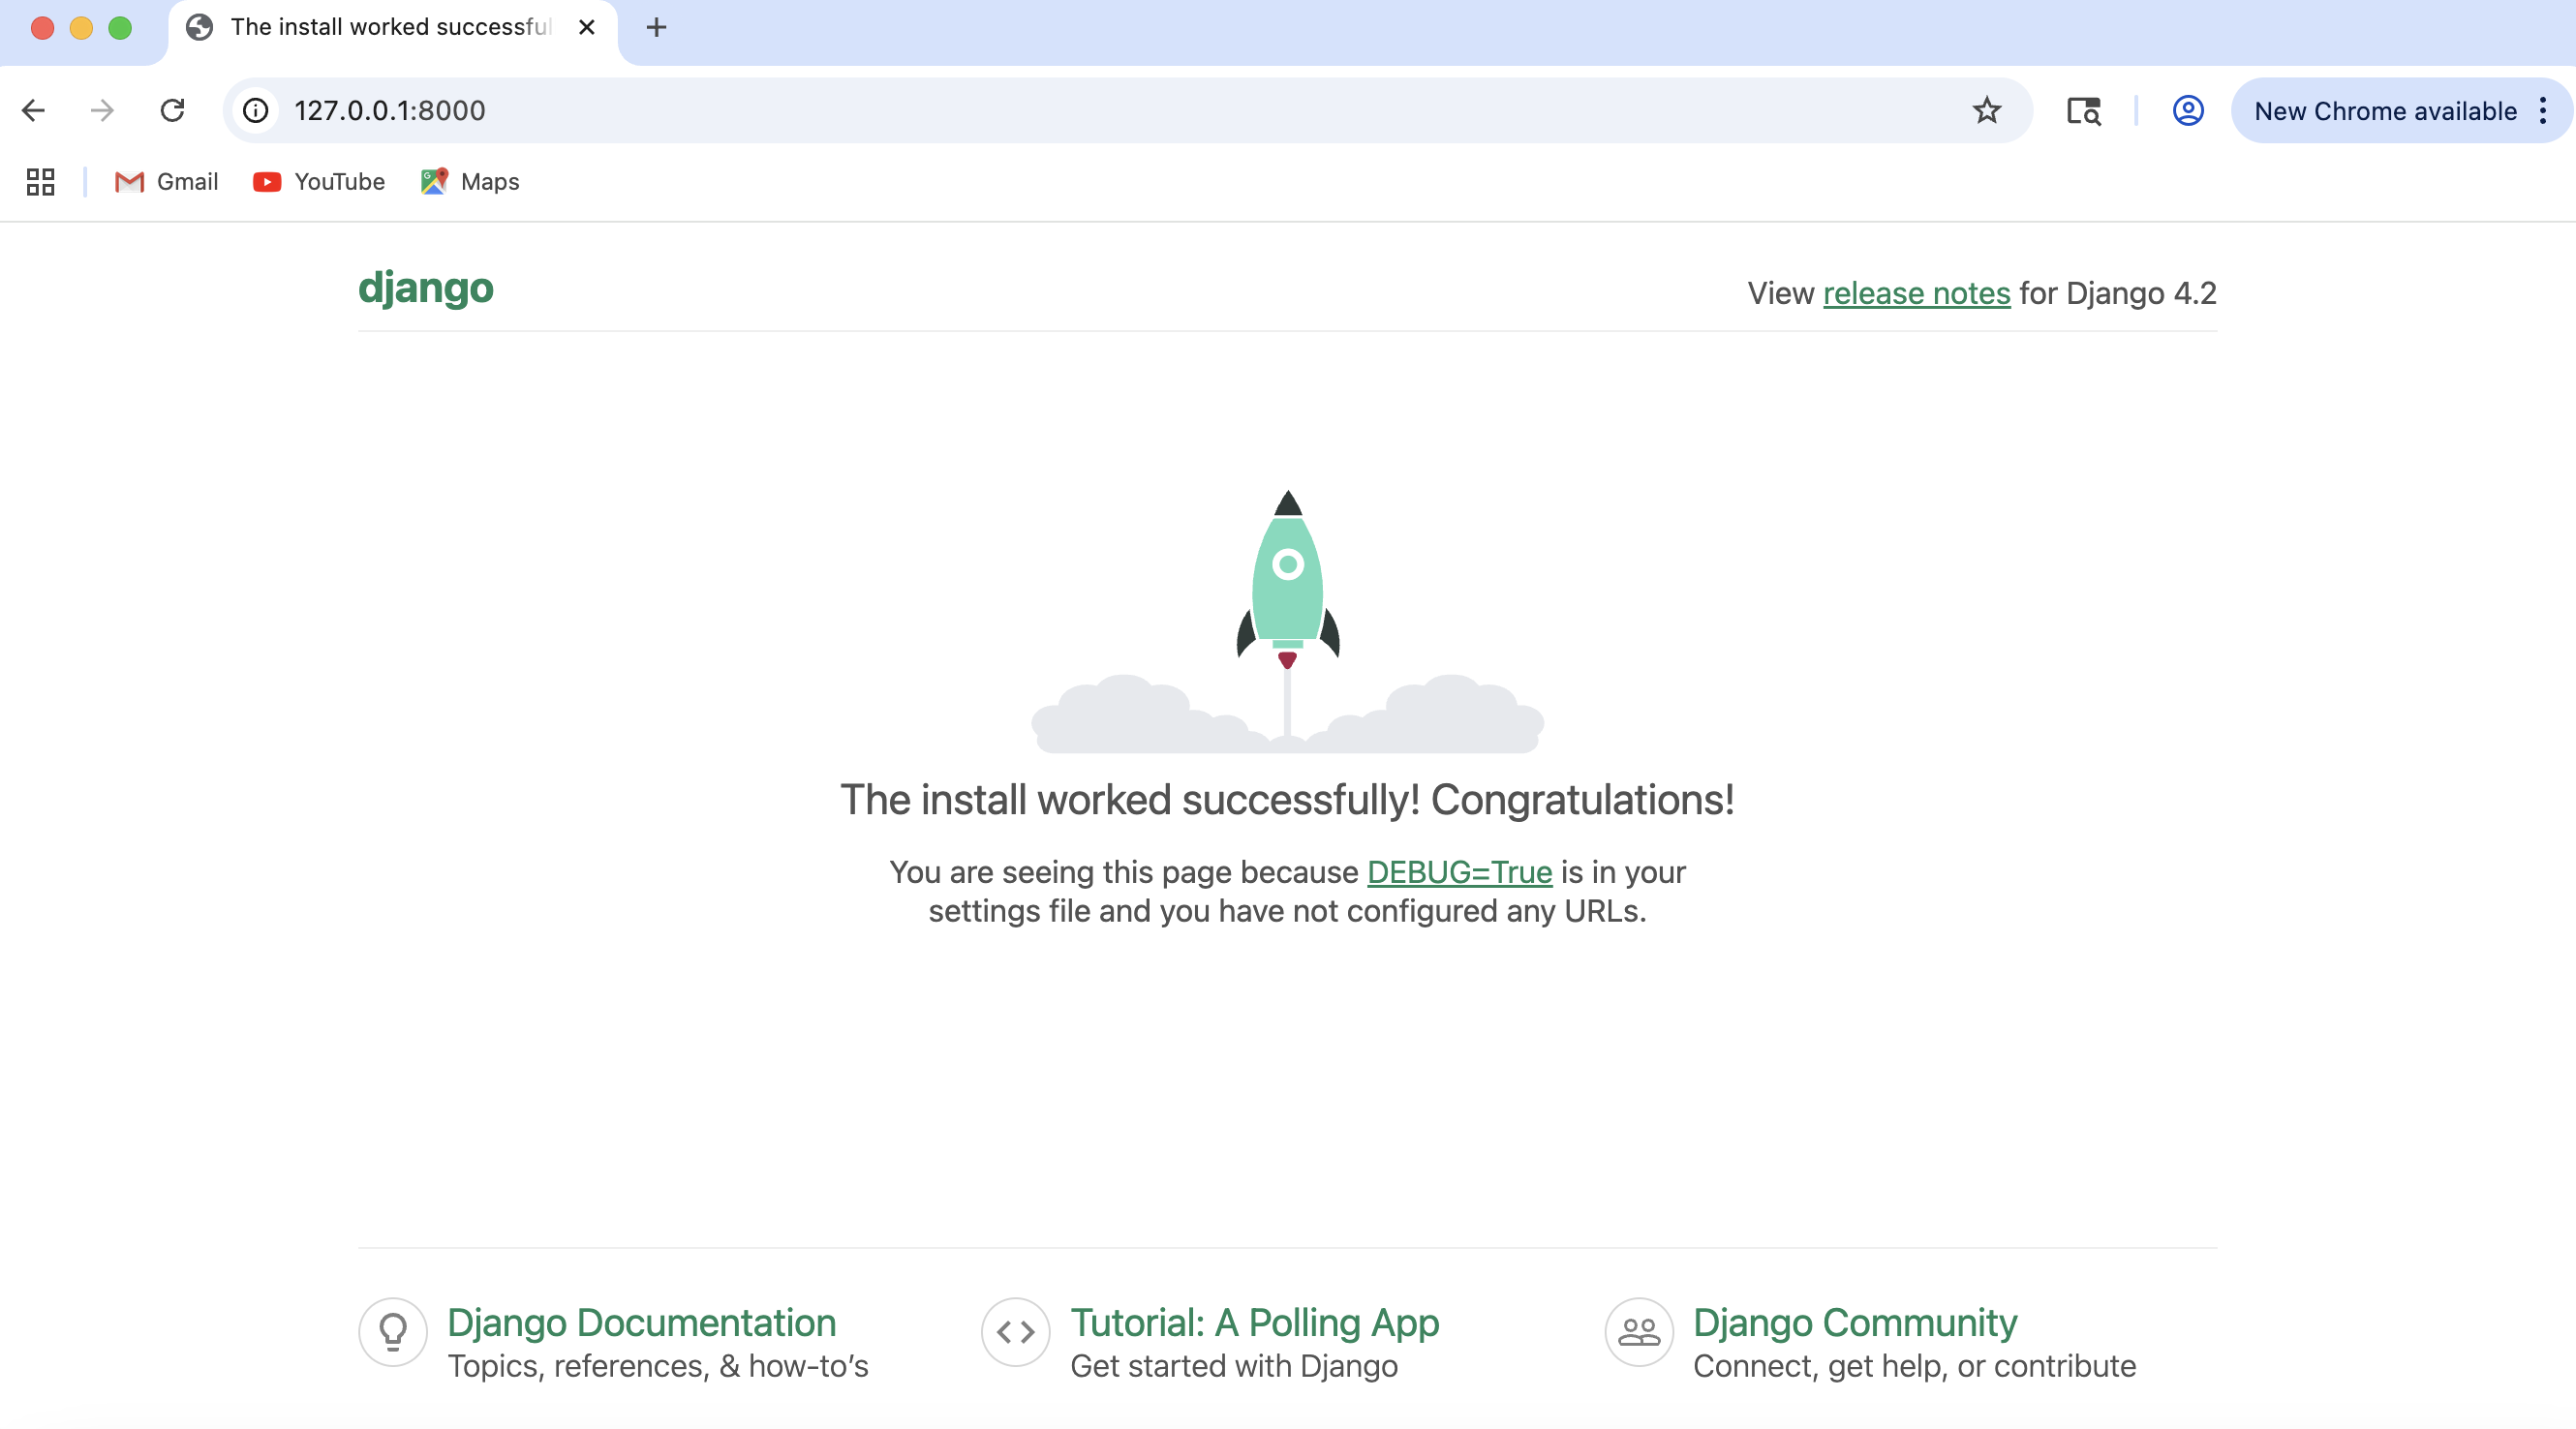 The install worked successful
127.0.0.1:8000
New Chrome available
Gmail
YouTube
Maps
django
View release notes for Django 4.2
The install worked successfully! Congratulations!
You are seeing this page because DEBUG=True is in your
settings file and you have not configured any URLs.
Django Documentation
Topics, references, & how-to’s
Tutorial: A Polling App
Get started with Django
Django Community
Connect, get help, or contribute